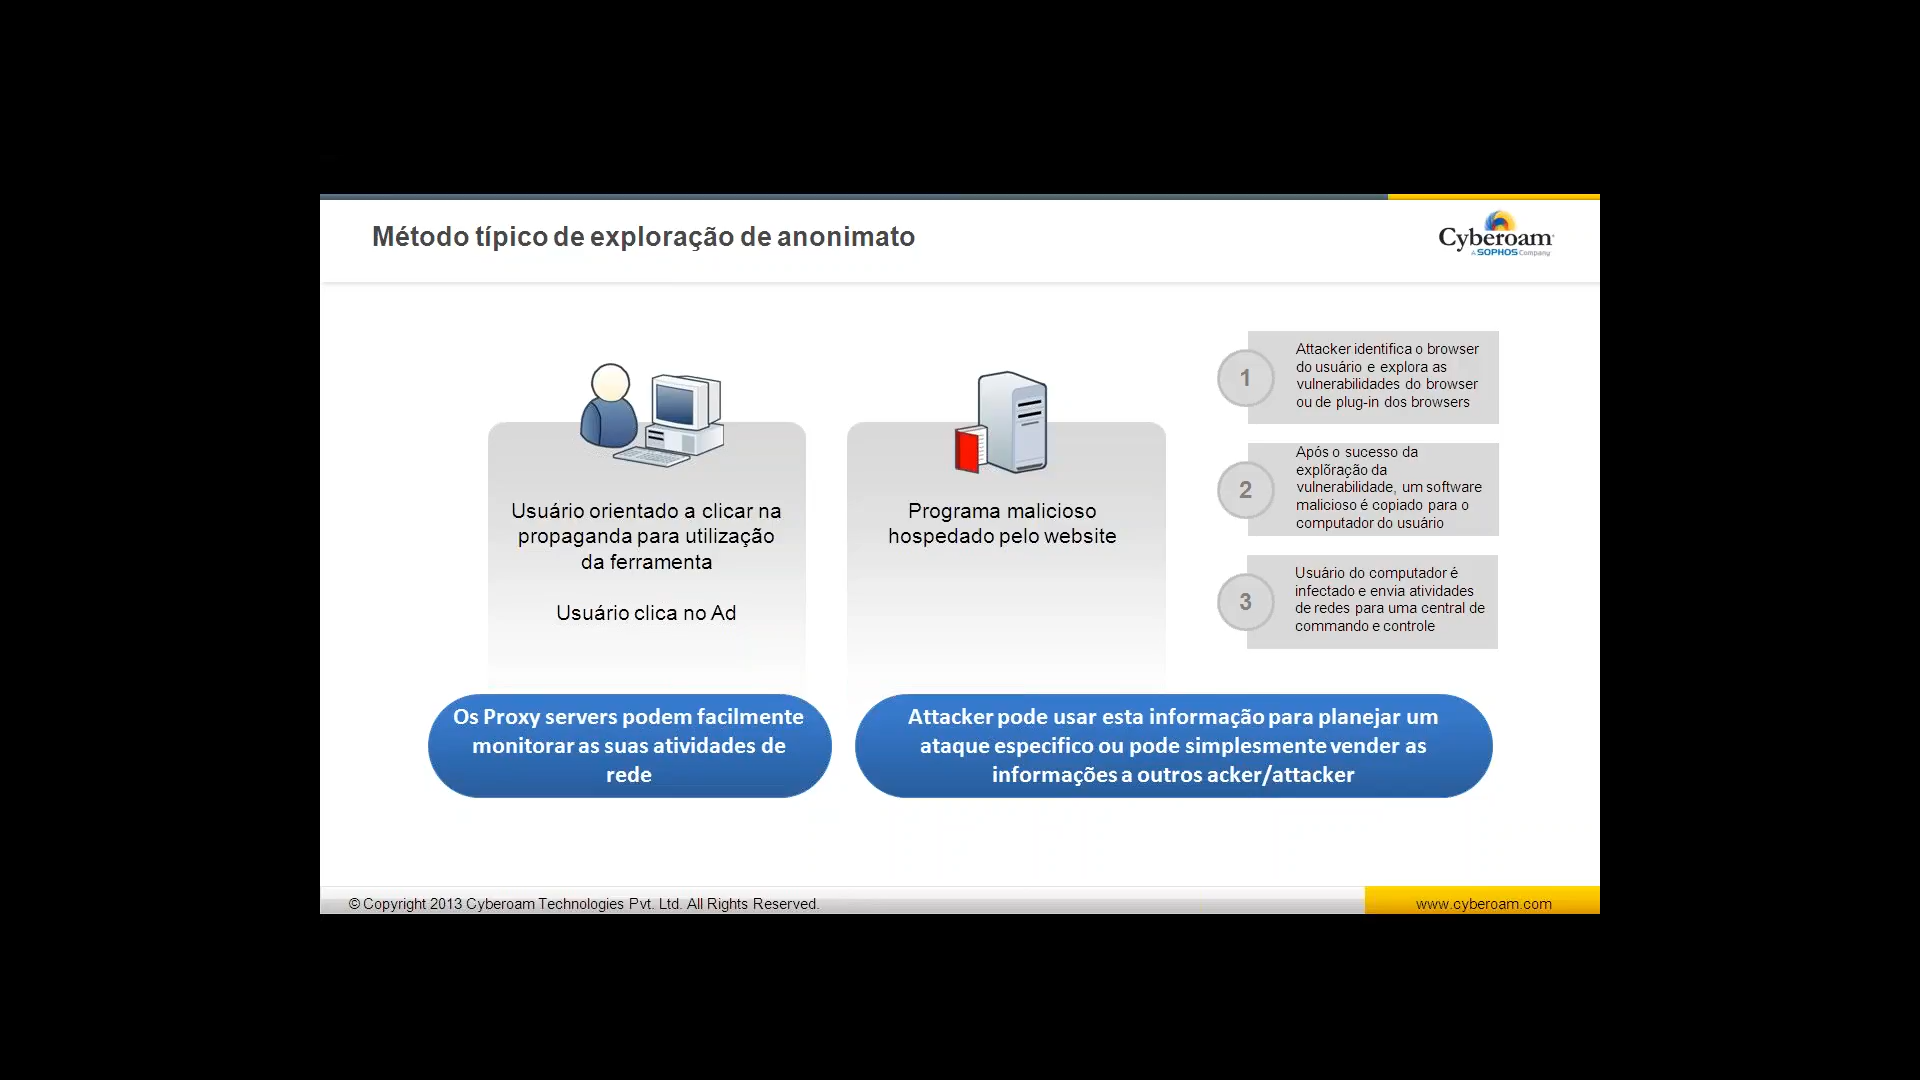 Método típico de exploração de anonimato
Cyberoam
A SOPHOS Company
Usuário orientado a clicar na
propaganda para utilização
da ferramenta
Usuário clica no Ad
Programa malicioso
hospedado pelo website
1
Attacker identifica o browser
do usuário e explora as
vulnerabilidades do browser
ou de plug-in dos browsers
2
Após o sucesso da
explõração da
vulnerabilidade, um software
malicioso é copiado para o
computador do usuário
3
Usuário do computador é
infectado e envia atividades
de redes para uma central de
commando e controle
Os Proxy servers podem facilmente
monitorar as suas atividades de
rede
Attacker pode usar esta informação para planejar um
ataque especifico ou pode simplesmente vender as
informações a outros acker/attacker
© Copyright 2013 Cyberoam Technologies Pvt. Ltd. All Rights Reserved.
www.cyberoam.com